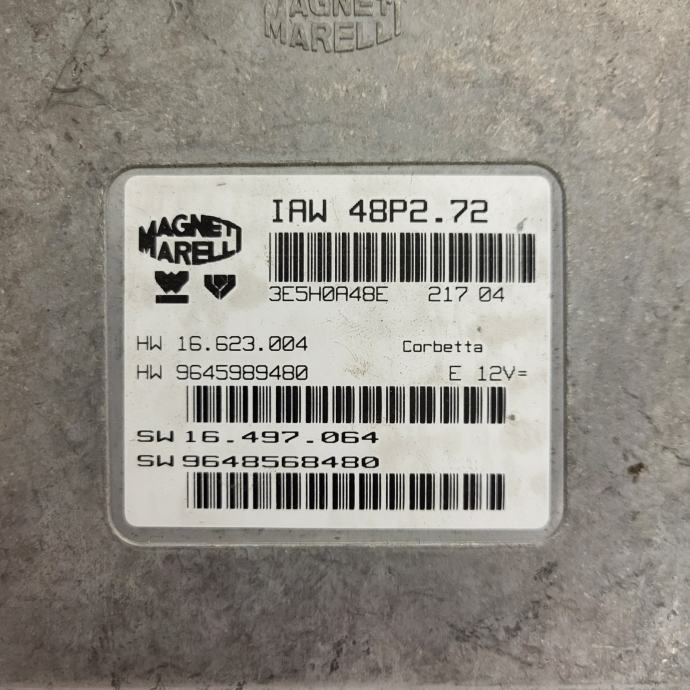 MAGNETI
MARELLI
IAW 48P2.72
MAGNETI
MARELLI
3E5H0A48E 217 04
HW 16.623.004 Corbetta
HW 9645989480 E 12V=
SW 16.497.064
SW 9648568480